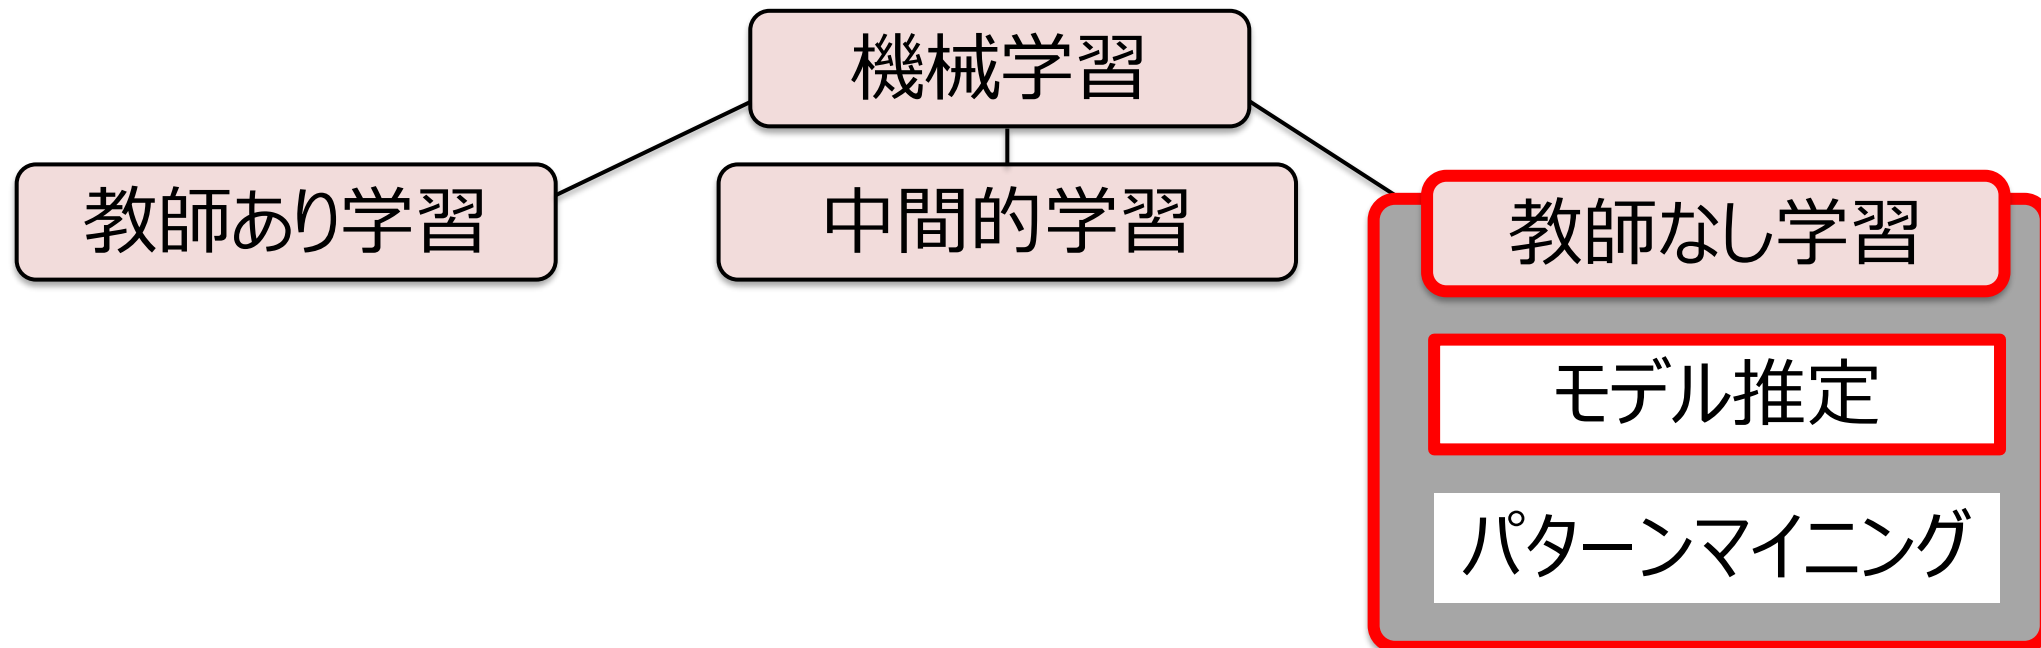 機械学習
教師あり学習
中間的学習
教師なし学習
モデル推定
パターンマイニング